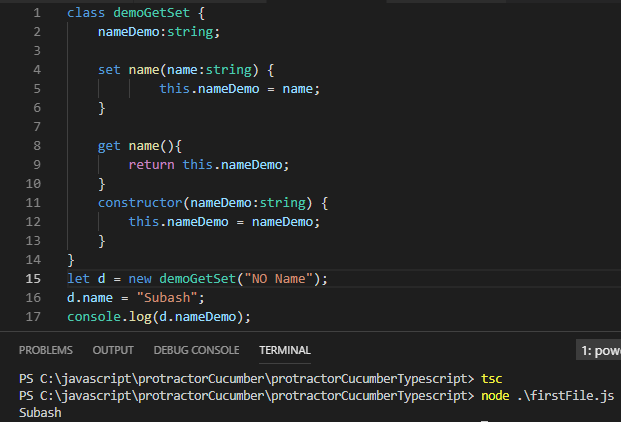 1 class demoGetSet {
2     nameDemo:string;
3
4     set name(name:string) {
5             this.nameDemo = name;
6     }
7
8     get name(){
9         return this.nameDemo;
10     }
11     constructor(nameDemo:string) {
12         this.nameDemo = nameDemo;
13     }
14 }
15 let d = new demoGetSet("NO Name");
16 d.name = "Subash";
17 console.log(d.nameDemo);
PROBLEMS OUTPUT DEBUG CONSOLE TERMINAL 1: pow
PS C:\javascript\protractorCucumber\protractorCucumberTypescript> tsc
PS C:\javascript\protractorCucumber\protractorCucumberTypescript> node .\firstFile.js
Subash